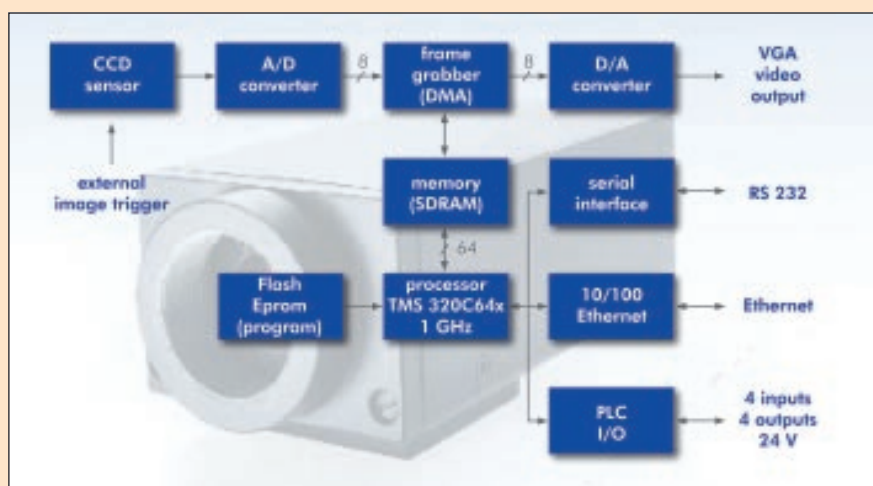 CCD
sensor
A/D
converter
8
frame
grabber
(DMA)
8
D/A
converter
VGA
video
output
external
image trigger
memory
(SDRAM)
serial
interface
RS 232
64
Flash
Eprom
(program)
processor
TMS 320C64x
1 GHz
10/100
Ethernet
Ethernet
PLC
I/O
4 inputs
4 outputs
24 V